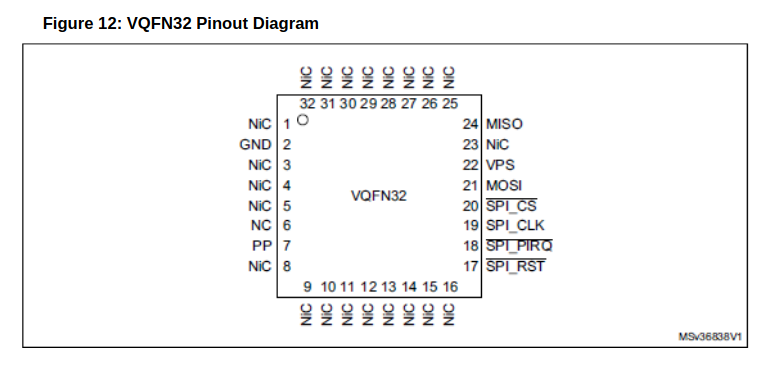 Figure 12: VQFN32 Pinout Diagram
NiC NiC NiC NiC NiC NiC NiC NiC
32 31 30 29 28 27 26 25
NiC 1 24 MISO
GND 2 23 NiC
NiC 3 22 VPS
NiC 4 21 MOSI
VQFN32
NiC 5 20 SPI_CS
NC 6 19 SPI_CLK
PP 7 18 SPI_PIRQ
NiC 8 17 SPI_RST
9 10 11 12 13 14 15 16
NiC NiC NiC NiC NiC NiC NiC NiC
MSv36838V1